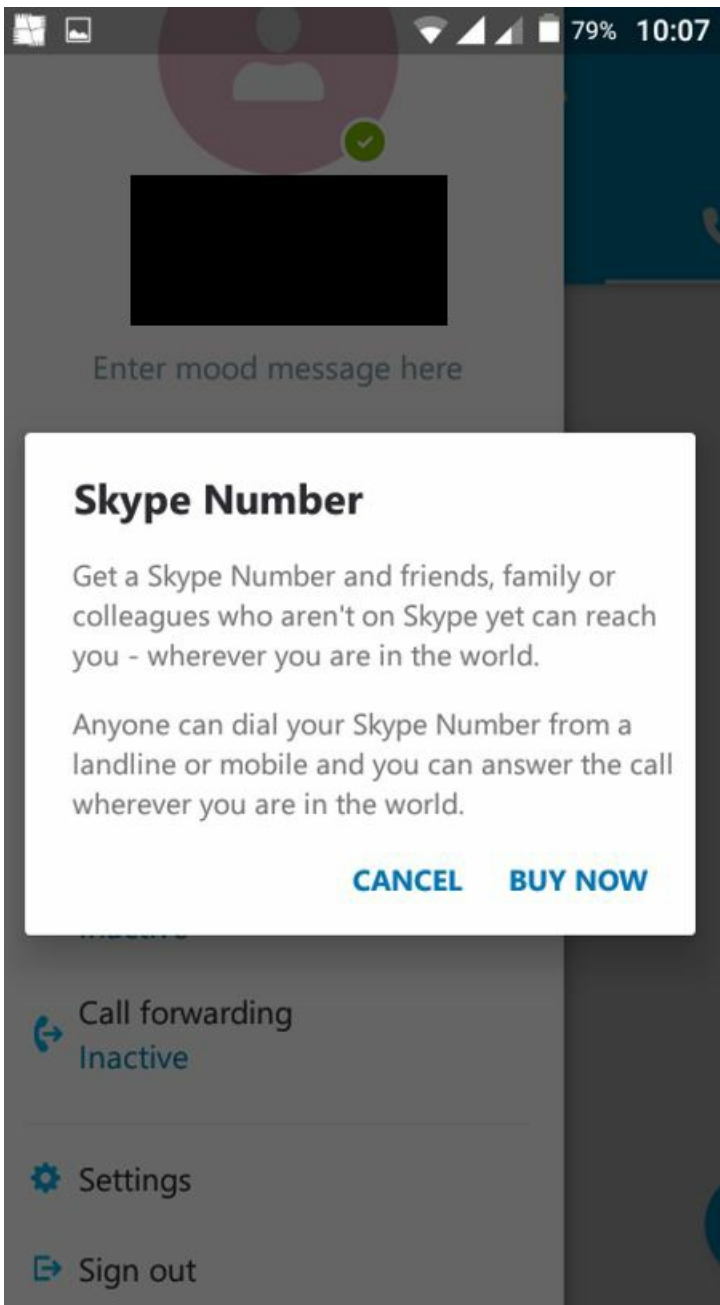 79% 10:07
Enter mood message here
Skype Number
Get a Skype Number and friends, family or
colleagues who aren't on Skype yet can reach
you - wherever you are in the world.
Anyone can dial your Skype Number from a
landline or mobile and you can answer the call
wherever you are in the world.
CANCEL BUY NOW
Call forwarding
Inactive
Settings
Sign out